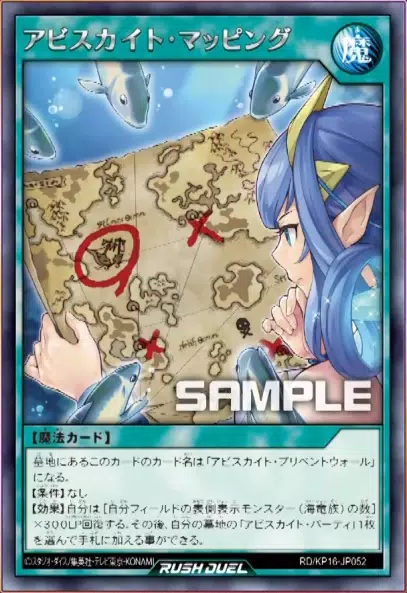 アビスカイト・マッピング
魔
SAMPLE
【魔法カード】
墓地にあるこのカードのカード名は「アビスカイト・プリベントウォール」
になる。
【条件】なし
【効果】自分は[自分フィールドの表側表示モンスター(海竜族)の数]
×300LP回復する。その後、自分の墓地の「アビスカイト・パーティ」1枚
を選んで手札に加える事ができる。
©スタジオ・ダイス/集英社・テレビ東京・KONAMI
RUSH DUEL
RD/KP16-JP052